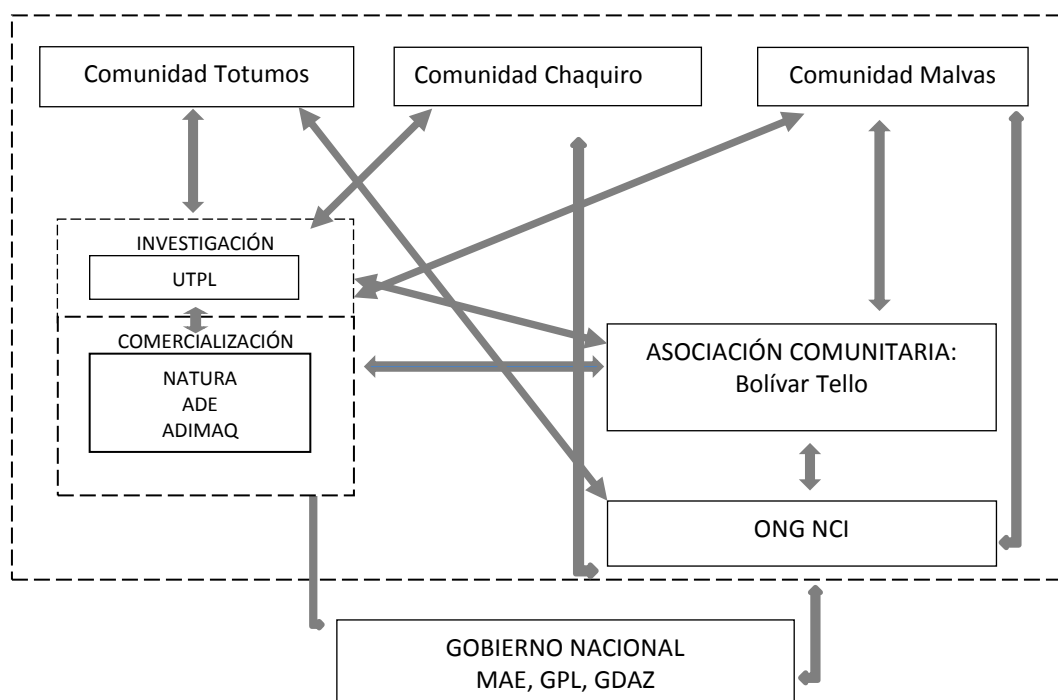 Comunidad Totumos
Comunidad Chaquiro
Comunidad Malvas
INVESTIGACIÓN
UTPL
COMERCIALIZACIÓN
NATURA
ADE
ADIMAQ
ASOCIACIÓN COMUNITARIA:
Bolívar Tello
ONG NCI
GOBIERNO NACIONAL
MAE, GPL, GDAZ